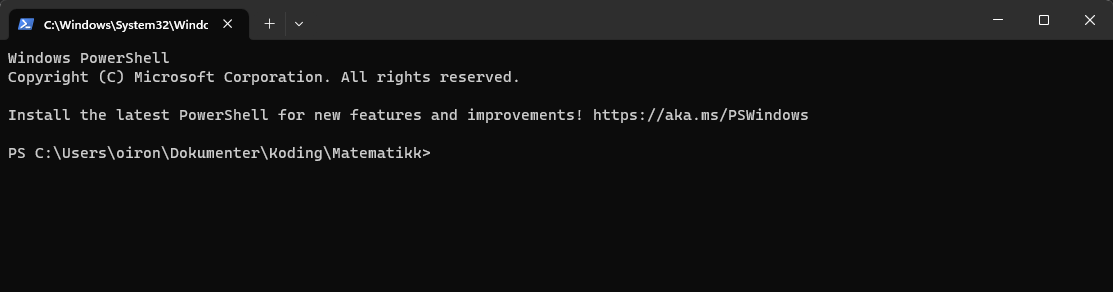 C:\Windows\System32\Windc
Windows PowerShell
Copyright (C) Microsoft Corporation. All rights reserved.
Install the latest PowerShell for new features and improvements! https://aka.ms/PSWindows
PS C:\Users\oiron\Dokumenter\Koding\Matematikk>